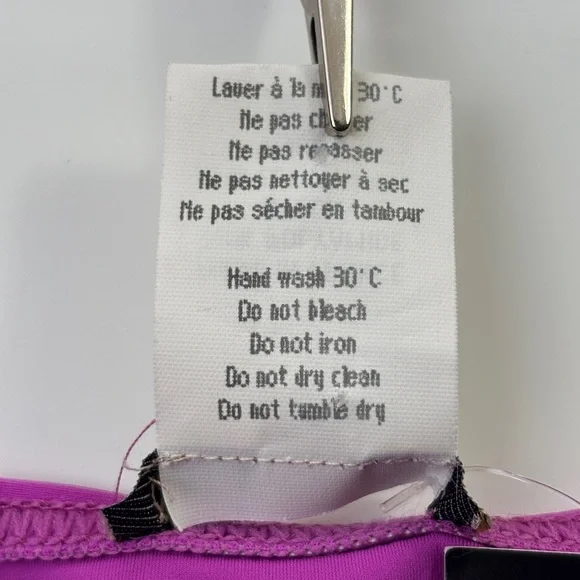 Laver à la 30°C
Ne pas
Ne pas repasser
Ne pas nettoyer à sec
Ne pas sécher en tambour
Hand wash 30°C
Do not bleach
Do not iron
Do not dry clean
Do not tumble dry